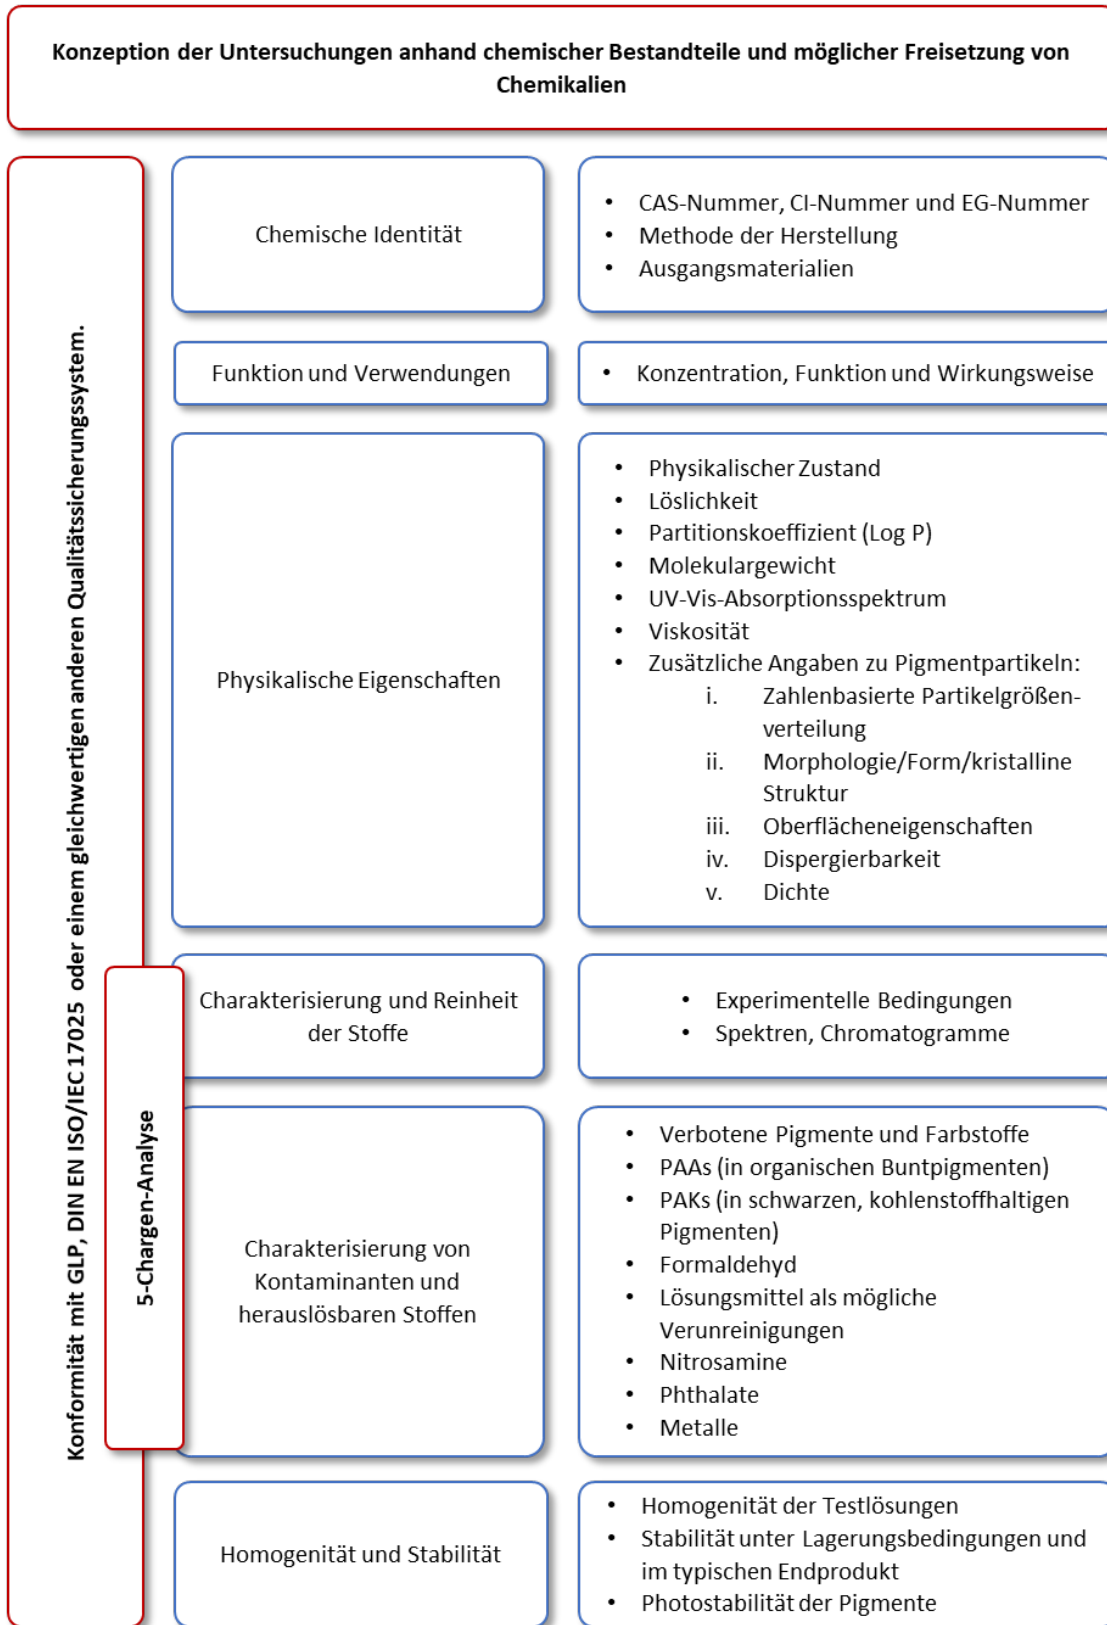 Konzeption der Untersuchungen anhand chemischer Bestandteile und möglicher Freisetzung von
Chemikalien
Konformität mit GLP, DIN EN ISO/IEC 17025 oder einem gleichwertigen anderen Qualitätssicherungssystem.
Chemische Identität
• CAS-Nummer, CI-Nummer und EG-Nummer
• Methode der Herstellung
• Ausgangsmaterialien
Funktion und Verwendungen
• Konzentration, Funktion und Wirkungsweise
Physikalische Eigenschaften
• Physikalischer Zustand
• Löslichkeit
• Partitionskoeffizient (Log P)
• Molekulargewicht
• UV-Vis-Absorptionsspektrum
• Viskosität
• Zusätzliche Angaben zu Pigmentpartikeln:
i. Zahlenbasierte Partikelgrößen-
verteilung
ii. Morphologie/Form/kristalline
Struktur
iii. Oberflächeneigenschaften
iv. Dispergierbarkeit
v. Dichte
5-Chargen-Analyse
Charakterisierung und Reinheit
der Stoffe
• Experimentelle Bedingungen
• Spektren, Chromatogramme
Charakterisierung von
Kontaminanten und
herauslösbaren Stoffen
• Verbotene Pigmente und Farbstoffe
• PAAs (in organischen Buntpigmenten)
• PAKs (in schwarzen, kohlenstoffhaltigen
Pigmenten)
• Formaldehyd
• Lösungsmittel als mögliche
Verunreinigungen
• Nitrosamine
• Phthalate
• Metalle
Homogenität und Stabilität
• Homogenität der Testlösungen
• Stabilität unter Lagerungsbedingungen und
im typischen Endprodukt
• Photostabilität der Pigmente